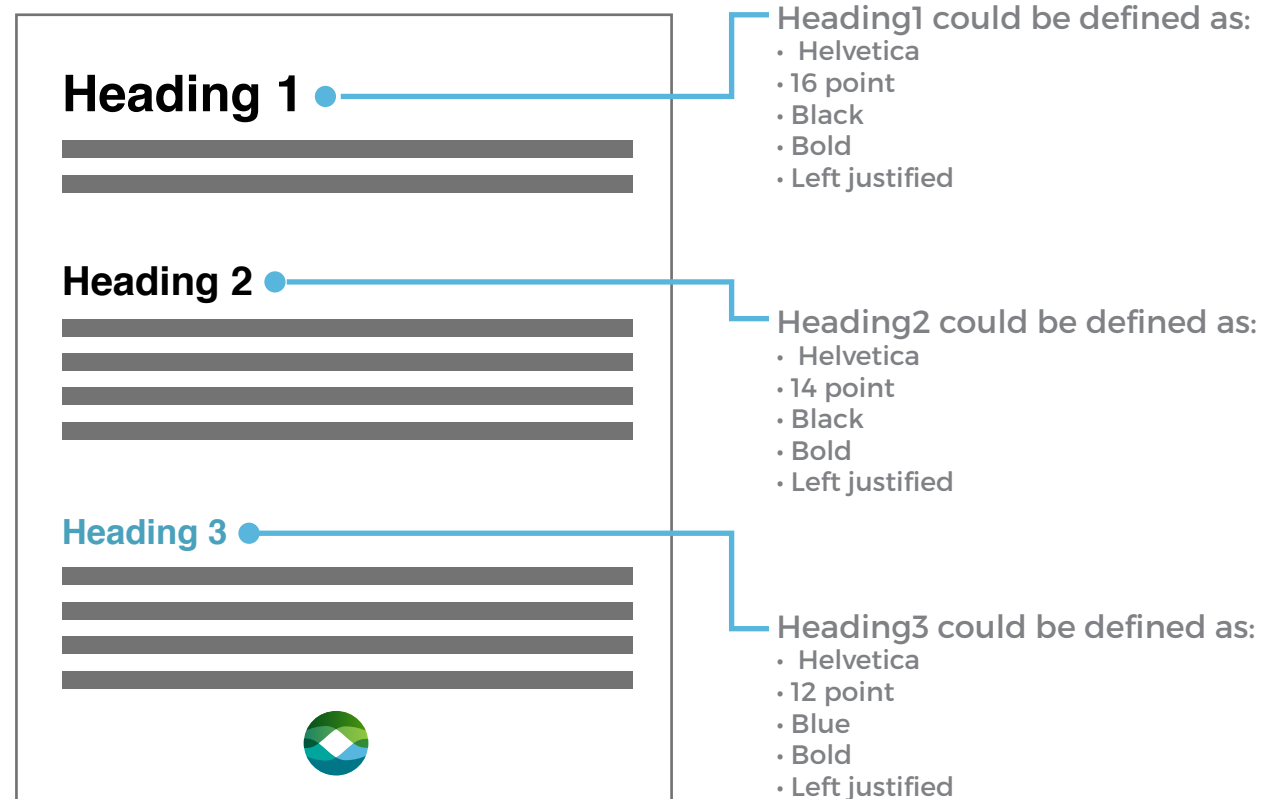 Heading 1
Heading 2
Heading 3
Heading1 could be defined as:
• Helvetica
• 16 point
• Black
• Bold
• Left justified
Heading2 could be defined as:
• Helvetica
• 14 point
• Black
• Bold
• Left justified
Heading3 could be defined as:
• Helvetica
• 12 point
• Blue
• Bold
• Left justified